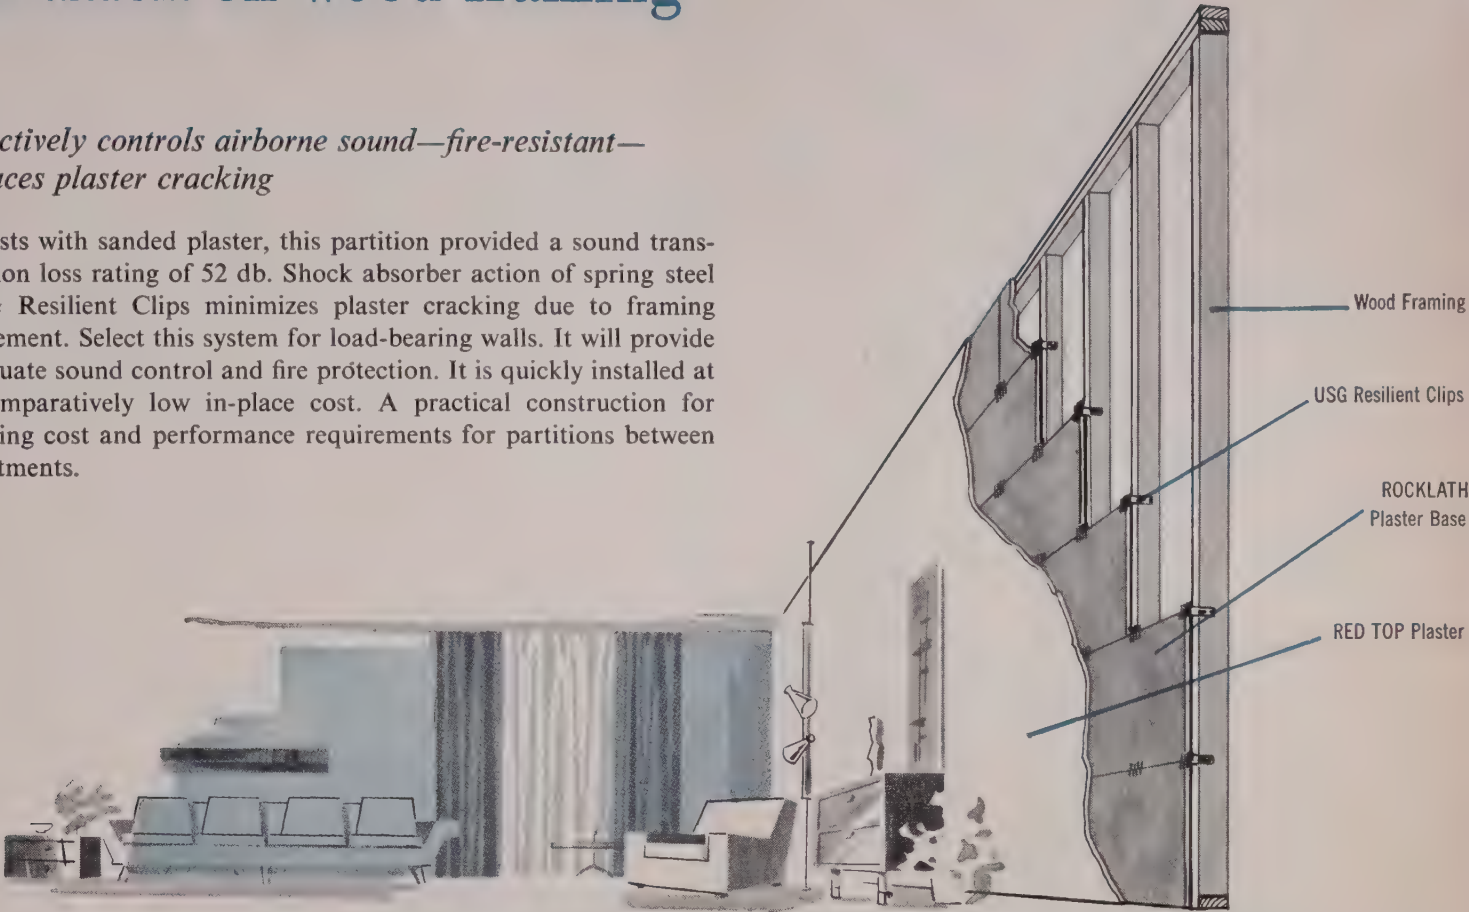 ctively controls airborne sound—fire-resistant—
ces plaster cracking
sts with sanded plaster, this partition provided a sound trans-
on loss rating of 52 db. Shock absorber action of spring steel
Resilient Clips minimizes plaster cracking due to framing
ement. Select this system for load-bearing walls. It will provide
uate sound control and fire protection. It is quickly installed at
mparatively low in-place cost. A practical construction for
ing cost and performance requirements for partitions between
tments.
Wood Framing
USG Resilient Clips
ROCKLATH
Plaster Base
RED TOP Plaster